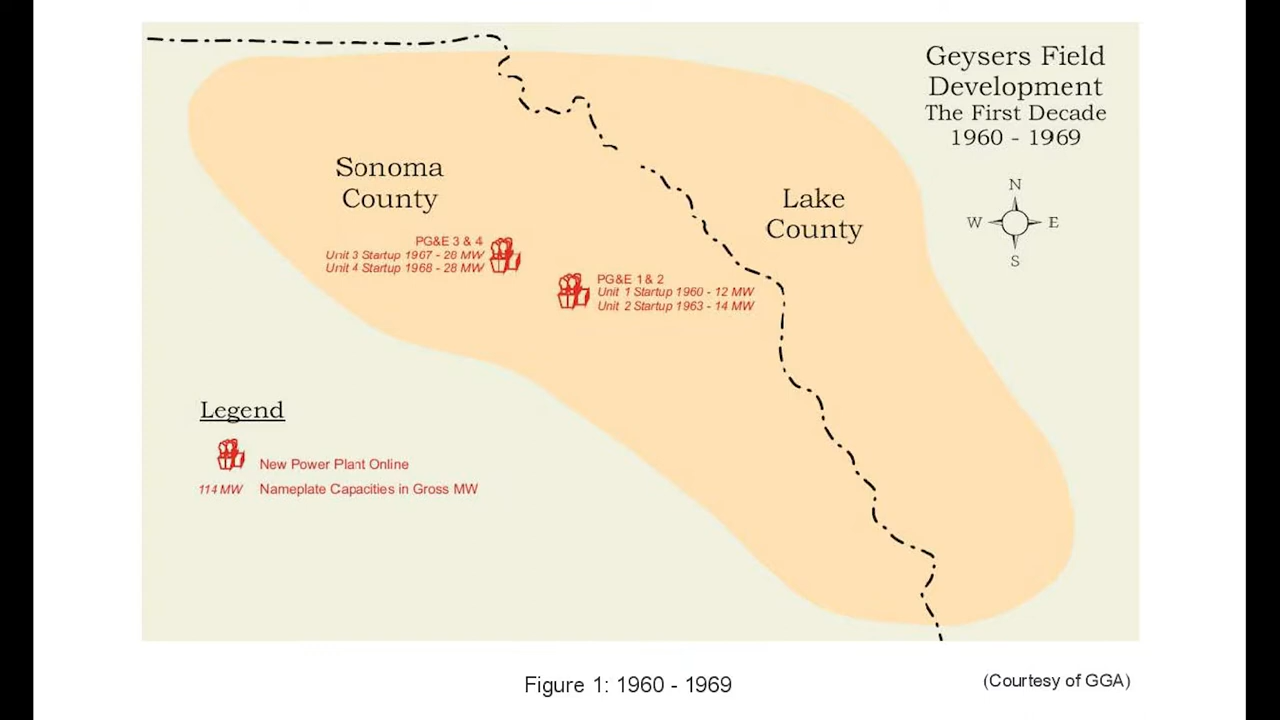 Geysers Field
Development
The First Decade
1960 - 1969
N
W E
S
Sonoma
County
Lake
County
PG&E 3 & 4
Unit 3 Startup 1967 - 28 MW
Unit 4 Startup 1968 - 28 MW
PG&E 1 & 2
Unit 1 Startup 1960 - 12 MW
Unit 2 Startup 1963 - 14 MW
Legend
New Power Plant Online
114 MW Nameplate Capacities in Gross MW
Figure 1: 1960 - 1969
(Courtesy of GGA)